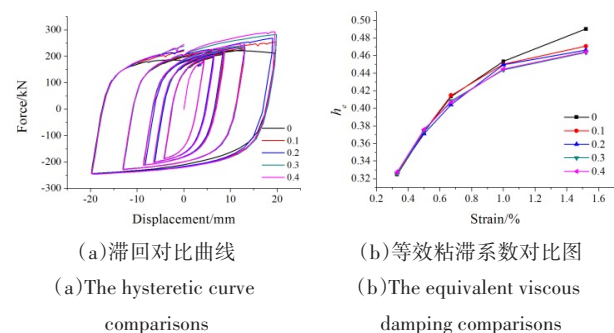 300
200
100
0
-100
-200
-300
Force/kN
-20 -10 0 10 20
Displacement/mm
0
0.1
0.2
0.3
0.4
0.50
0.48
0.46
0.44
0.42
0.40
0.38
0.36
0.34
0.32
he
0.2 0.4 0.6 0.8 1.0 1.2 1.4 1.6
Strain/%
0
0.1
0.2
0.3
0.4
(a)滞回对比曲线
(a)The hysteretic curve
comparisons
(b)等效粘滞系数对比图
(b)The equivalent viscous
damping comparisons